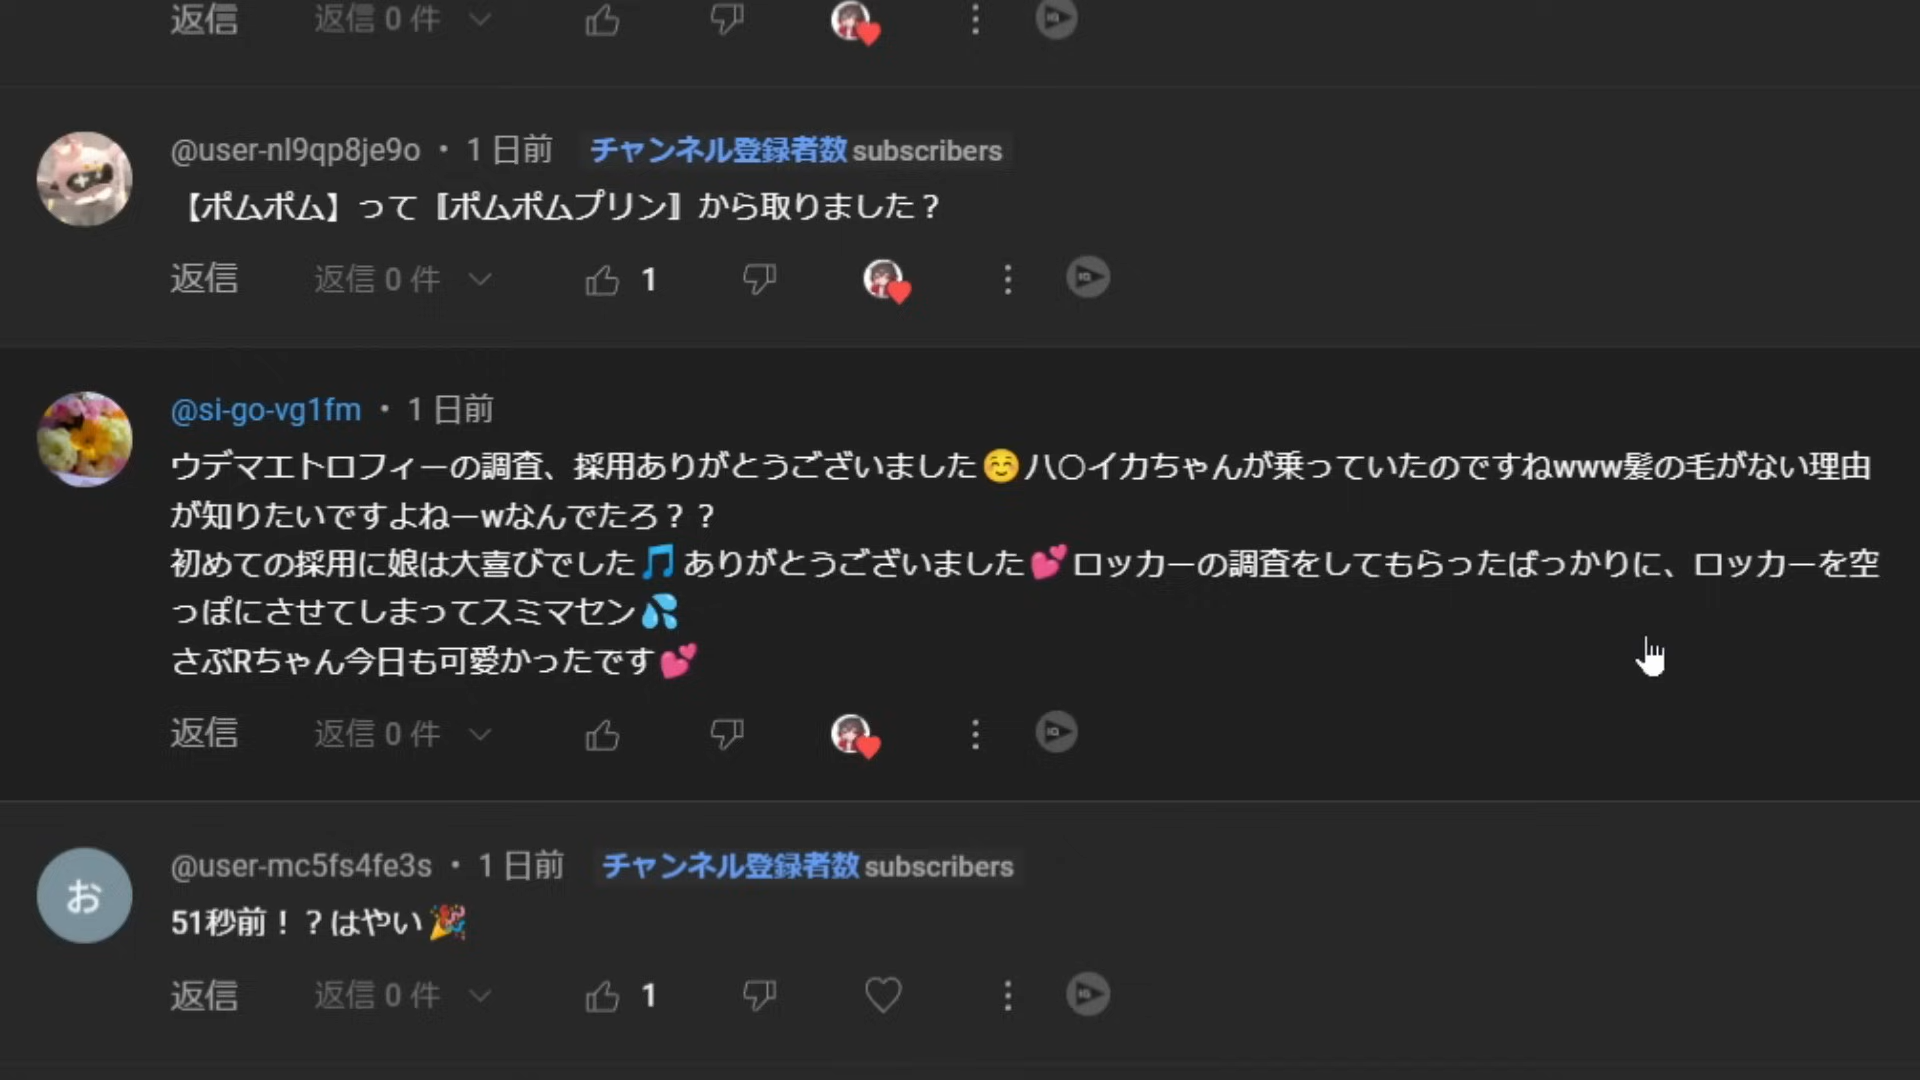 返信 返信 0 件
@user-nl9qp8je9o • 1 日前 チャンネル登録者数 subscribers
【ポムポム】って〚ポムポムプリン〛から取りました？
返信 返信 0 件 1
@si-go-vg1fm • 1 日前
ウデマエトロフィーの調査、採用ありがとうございました☺️ハ〇イカちゃんが乗っていたのですねwww髪の毛がない理由
が知りたいですよねーwなんでたろ？？
初めての採用に娘は大喜びでした🎵ありがとうございました💕ロッカーの調査をしてもらったばっかりに、ロッカーを空
っぽにさせてしまってスミマセン💦
さぶRちゃん今日も可愛かったです💕
返信 返信 0 件
お
@user-mc5fs4fe3s • 1 日前 チャンネル登録者数 subscribers
51秒前！？はやい🎉
返信 返信 0 件 1